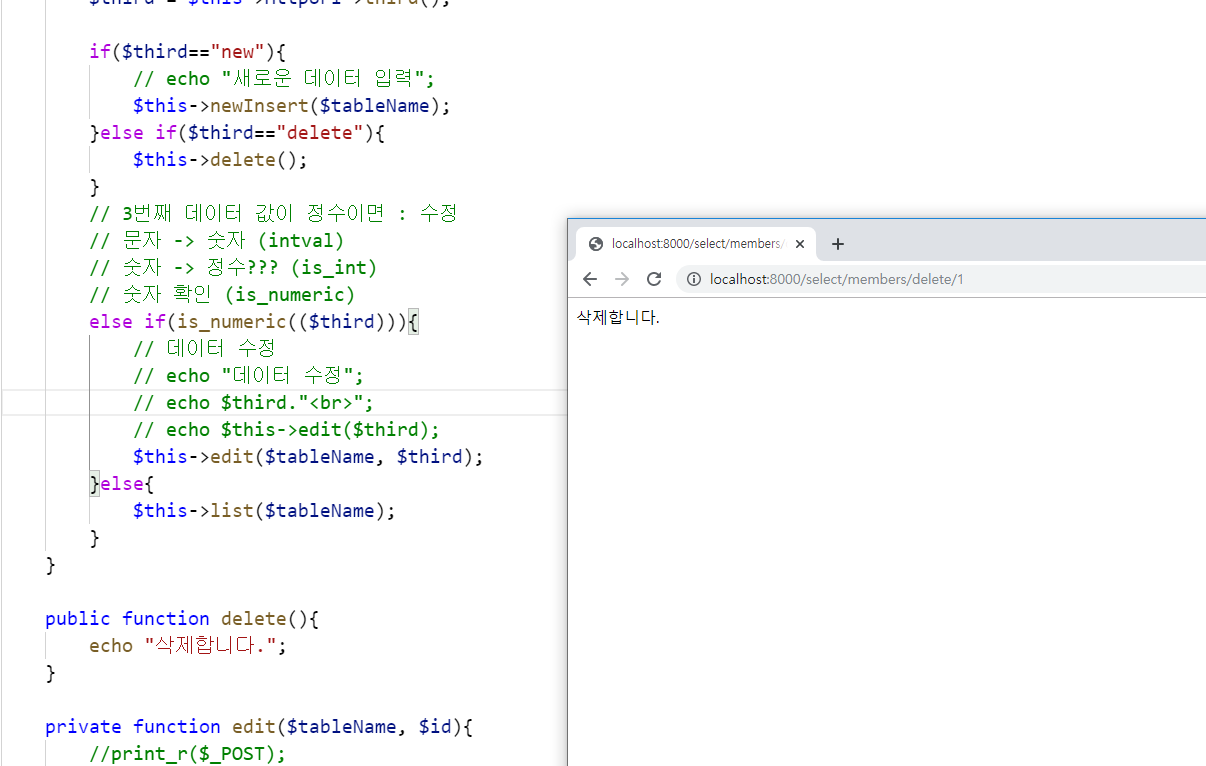 $third = $this->httpUri->third();
if($third=="new"){
// echo "새로운 데이터 입력";
$this->newInsert($tableName);
}else if($third=="delete"){
$this->delete();
}
// 3번째 데이터 값이 정수이면 : 수정
// 문자 -> 숫자 (intval)
// 숫자 -> 정수??? (is_int)
// 숫자 확인 (is_numeric)
else if(is_numeric(($third))){
// 데이터 수정
// echo "데이터 수정";
// echo $third."<br>";
// echo $this->edit($third);
$this->edit($tableName, $third);
}else{
$this->list($tableName);
}
}
public function delete(){
echo "삭제합니다.";
}
private function edit($tableName, $id){
//print_r($_POST);
localhost:8000/select/members/
localhost:8000/select/members/delete/1
삭제합니다.